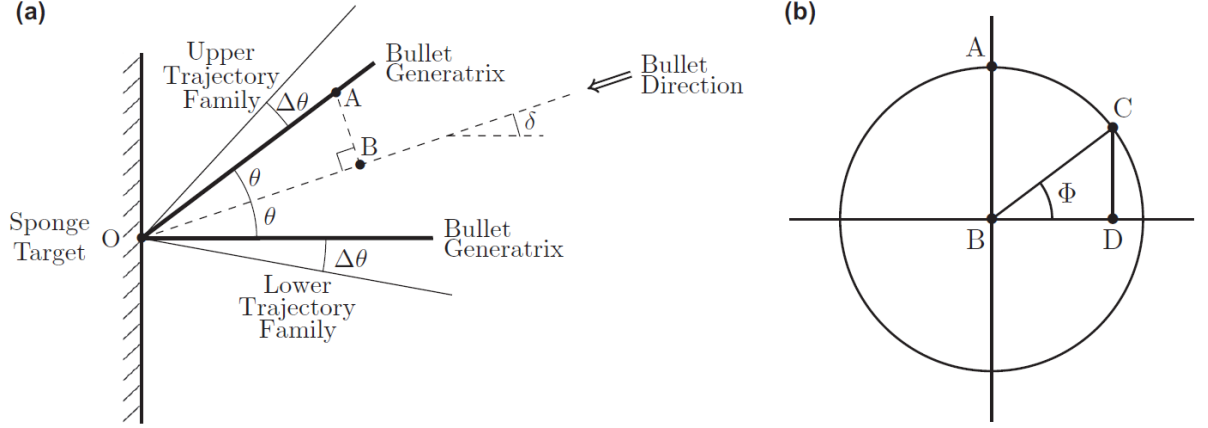 (a)
Upper
Trajectory
Family
Δθ
Bullet
Generatrix
A
Bullet
Direction
δ
B
θ
θ
Sponge
Target
O
Bullet
Generatrix
Δθ
Lower
Trajectory
Family
(b)
A
C
Φ
B
D